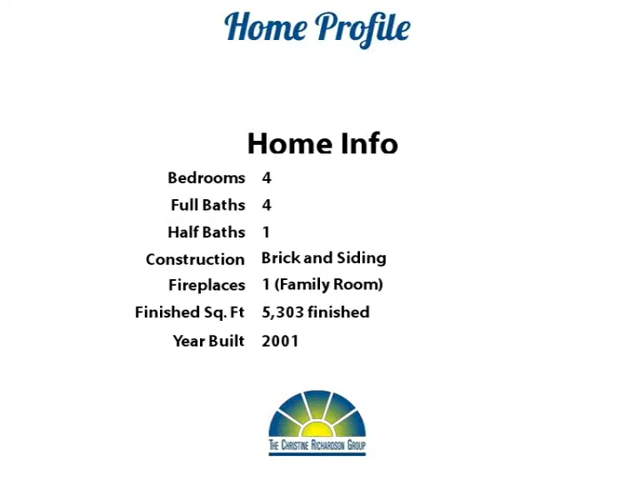 Home Profile
Home Info
Bedrooms 4
Full Baths 4
Half Baths 1
Construction Brick and Siding
Fireplaces 1 (Family Room)
Finished Sq. Ft 5,303 finished
Year Built 2001
The Christine Richardson Group